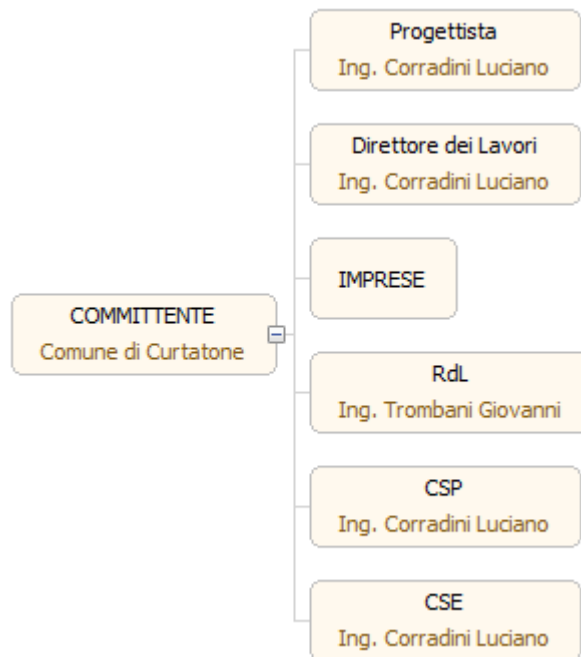 Progettista
Ing. Corradini Luciano
Direttore dei Lavori
Ing. Corradini Luciano
IMPRESE
COMMITTENTE
Comune di Curtatone
RdL
Ing. Trombani Giovanni
CSP
Ing. Corradini Luciano
CSE
Ing. Corradini Luciano